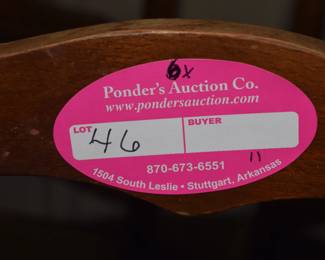 6x
Ponder's Auction Co.
www.pondersauction.com
LOT BUYER
46
870-673-6551
11
1504 South Leslie • Stuttgart, Arkansas